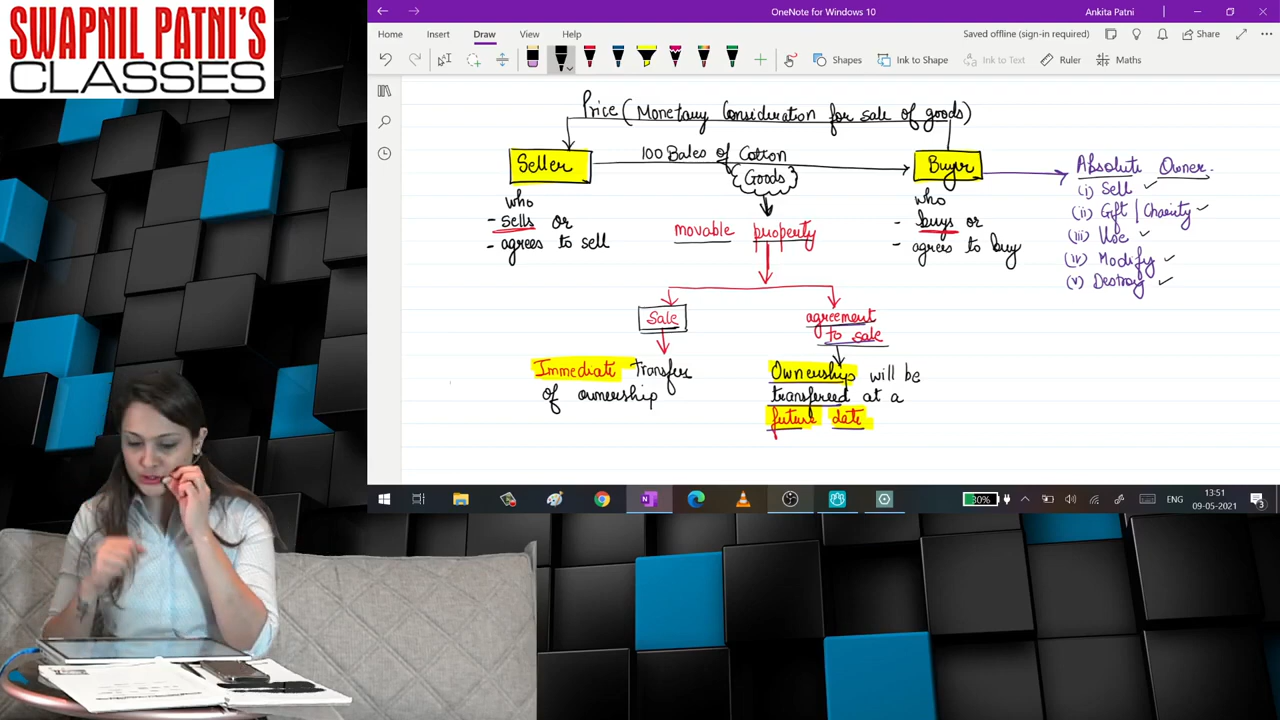 SWAPNIL PATNI'S
CLASSES
OneNote for Windows 10
Ankita Patni
Home Insert Draw View Help
Saved offline (sign-in required)
Share
Shapes Ink to Shape Ink to Text Ruler Maths
Price (Monetary Consideration for sale of goods)
Seller
100 Bales of Cotton
Goods
Buyer
who
- sells or
- agrees to sell
who
- buys or
- agrees to buy
Absolute Owner.
(i) Sell
(ii) Gift | Charity
(iii) Use
(iv) Modify
(v) Destroy
movable property
Sale
agreement
to sale
Immediate transfer
of ownership
Ownership will be
transferred at a
future date
30%
ENG
13:51
09-05-2021
3